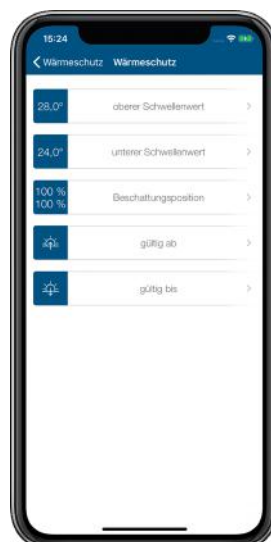 15:24
Wärmeschutz Wärmeschutz
28,0° oberer Schwellenwert
24,0° unterer Schwellenwert
100 %
100 % Beschattungsposition
gültig ab
gültig bis